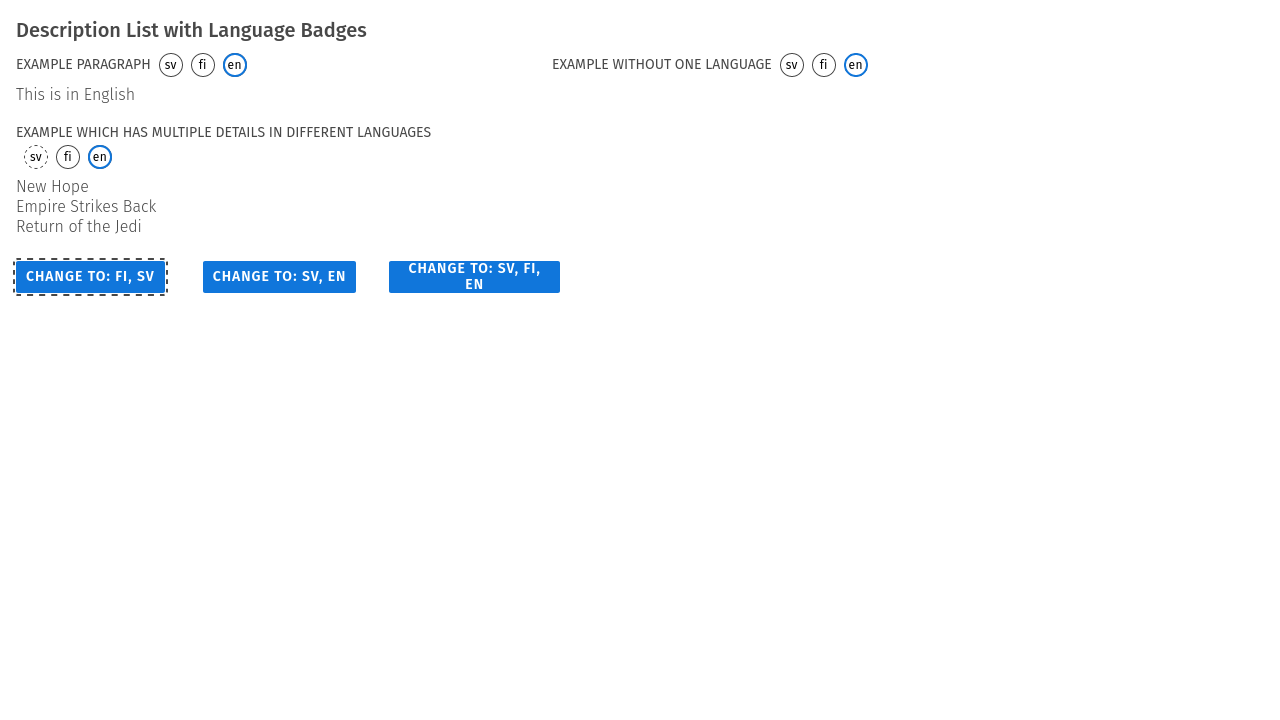 Description List with Language Badges
EXAMPLE PARAGRAPH sv fi en
This is in English
EXAMPLE WITHOUT ONE LANGUAGE sv fi en
EXAMPLE WHICH HAS MULTIPLE DETAILS IN DIFFERENT LANGUAGES
sv fi en
New Hope
Empire Strikes Back
Return of the Jedi
CHANGE TO: FI, SV
CHANGE TO: SV, EN
CHANGE TO: SV, FI,
EN